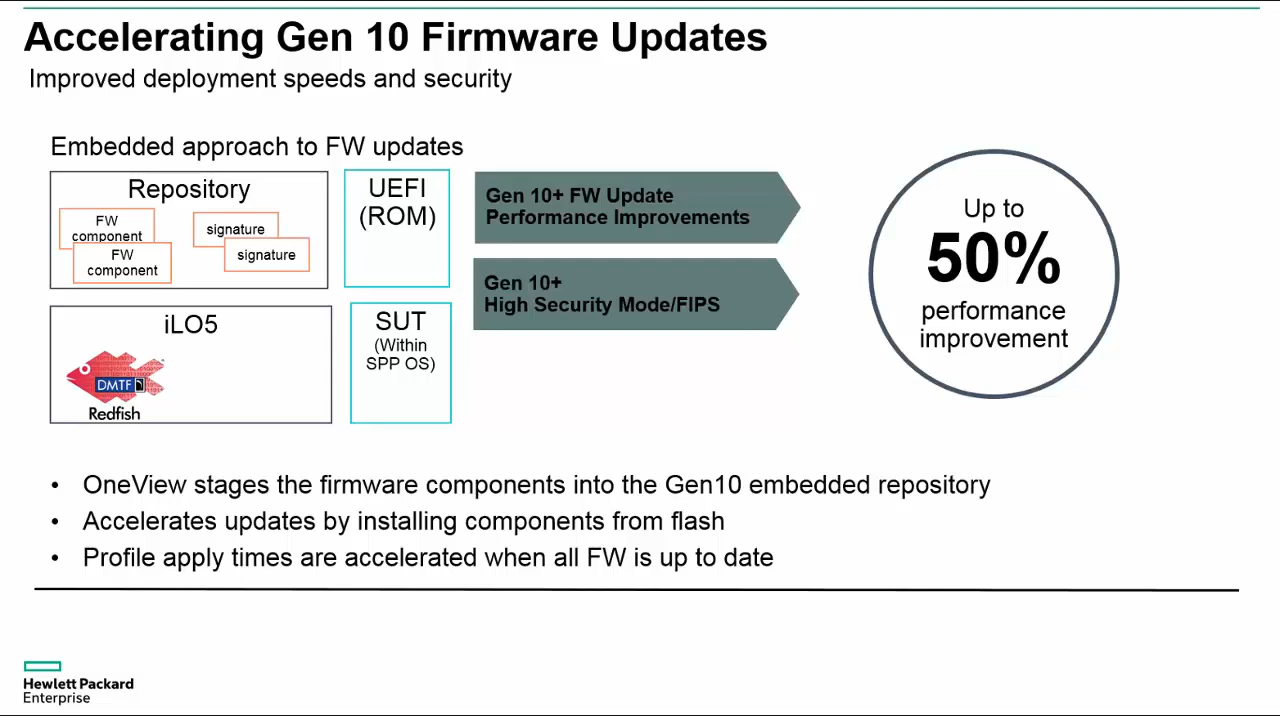 Accelerating Gen 10 Firmware Updates
Improved deployment speeds and security
Embedded approach to FW updates
Repository
FW
component
FW
component
signature
signature
UEFI
(ROM)
iLO5
DMTF
Redfish
SUT
(Within
SPP OS)
Gen 10+ FW Update
Performance Improvements
Gen 10+
High Security Mode/FIPS
Up to
50%
performance
improvement
• OneView stages the firmware components into the Gen10 embedded repository
• Accelerates updates by installing components from flash
• Profile apply times are accelerated when all FW is up to date
Hewlett Packard
Enterprise